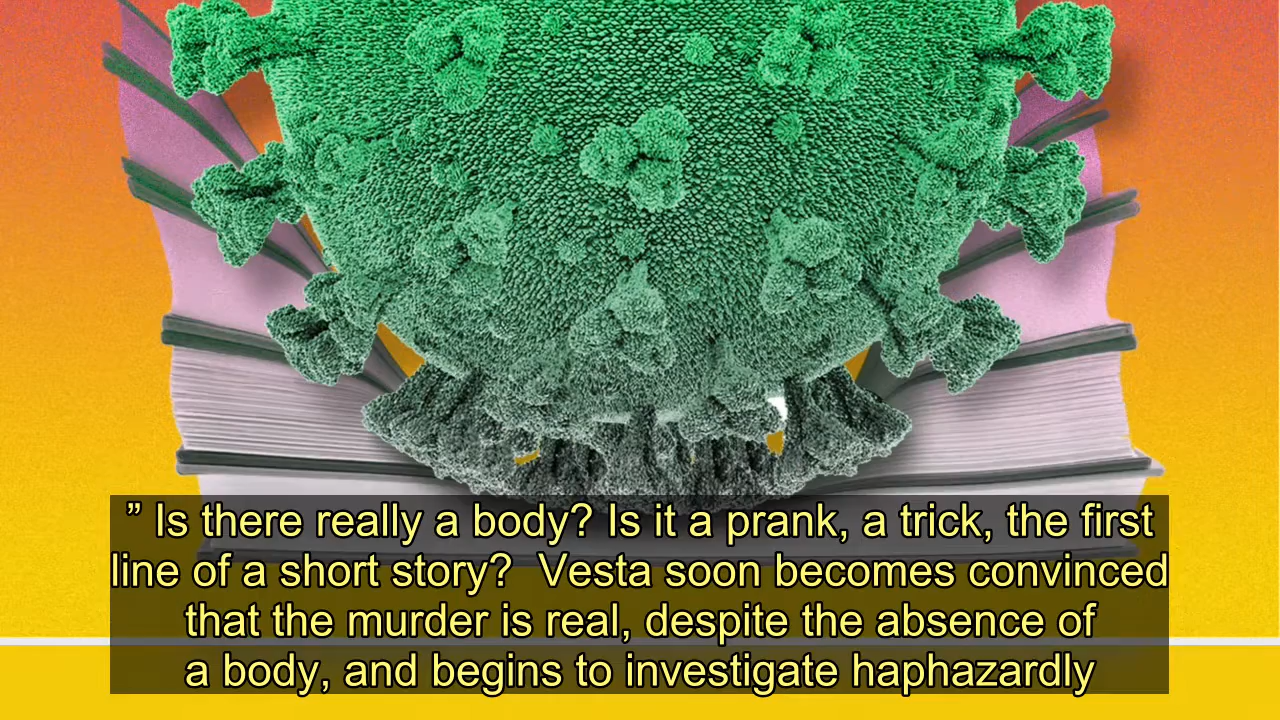 ” Is there really a body? Is it a prank, a trick, the first
line of a short story?  Vesta soon becomes convinced
that the murder is real, despite the absence of
a body, and begins to investigate haphazardly